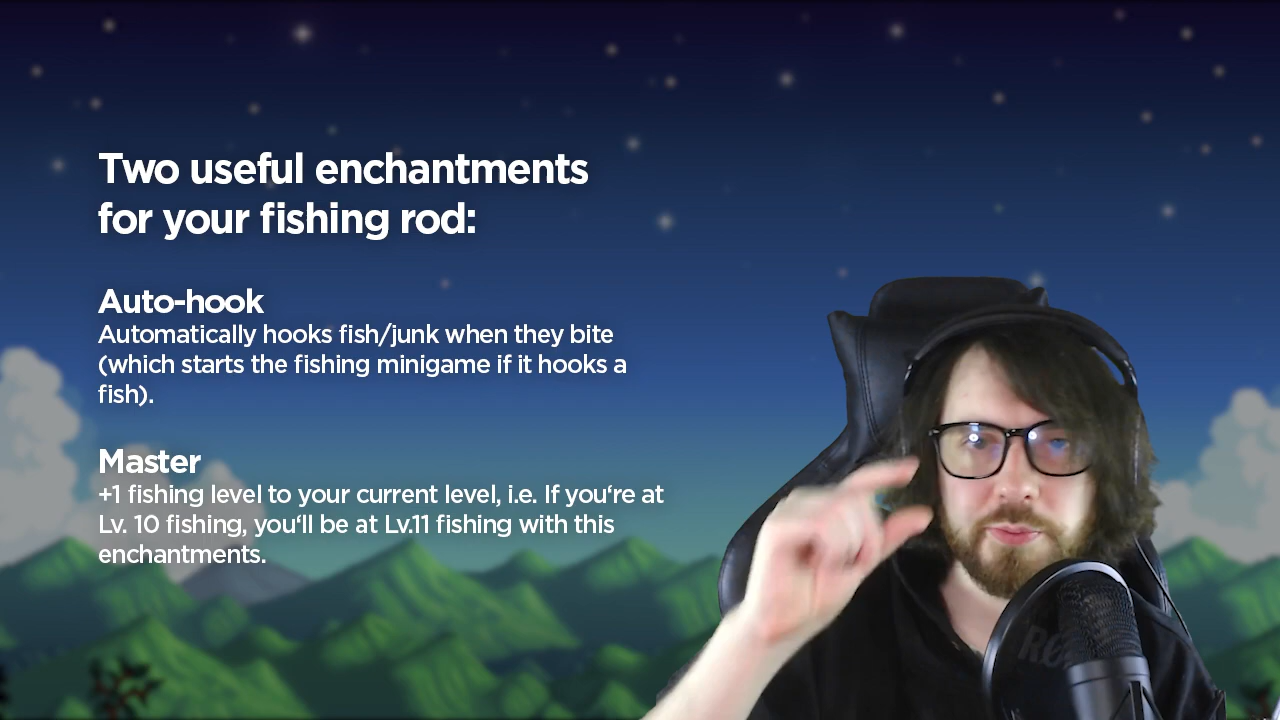 Two useful enchantments
for your fishing rod:
Auto-hook
Automatically hooks fish/junk when they bite
(which starts the fishing minigame if it hooks a
fish).
Master
+1 fishing level to your current level, i.e. If you‘re at
Lv. 10 fishing, you‘ll be at Lv.11 fishing with this
enchantments.
RØ